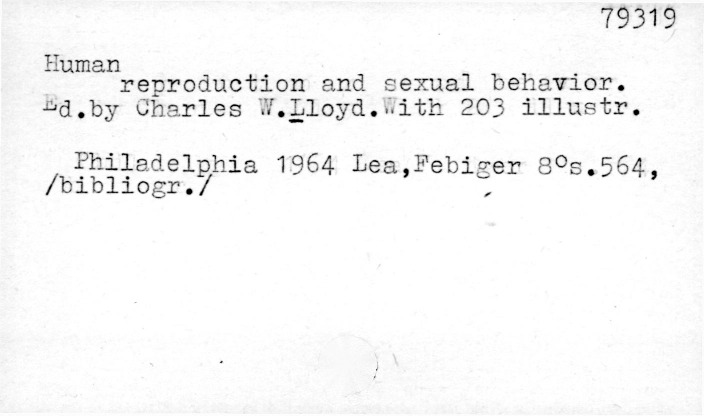 79319
Human
reproduction and sexual behavior.
Ed.by Charles W.Lloyd.With 203 illustr.
Philadelphia 1964 Lea,Febiger 8°s.564,
/bibliogr./